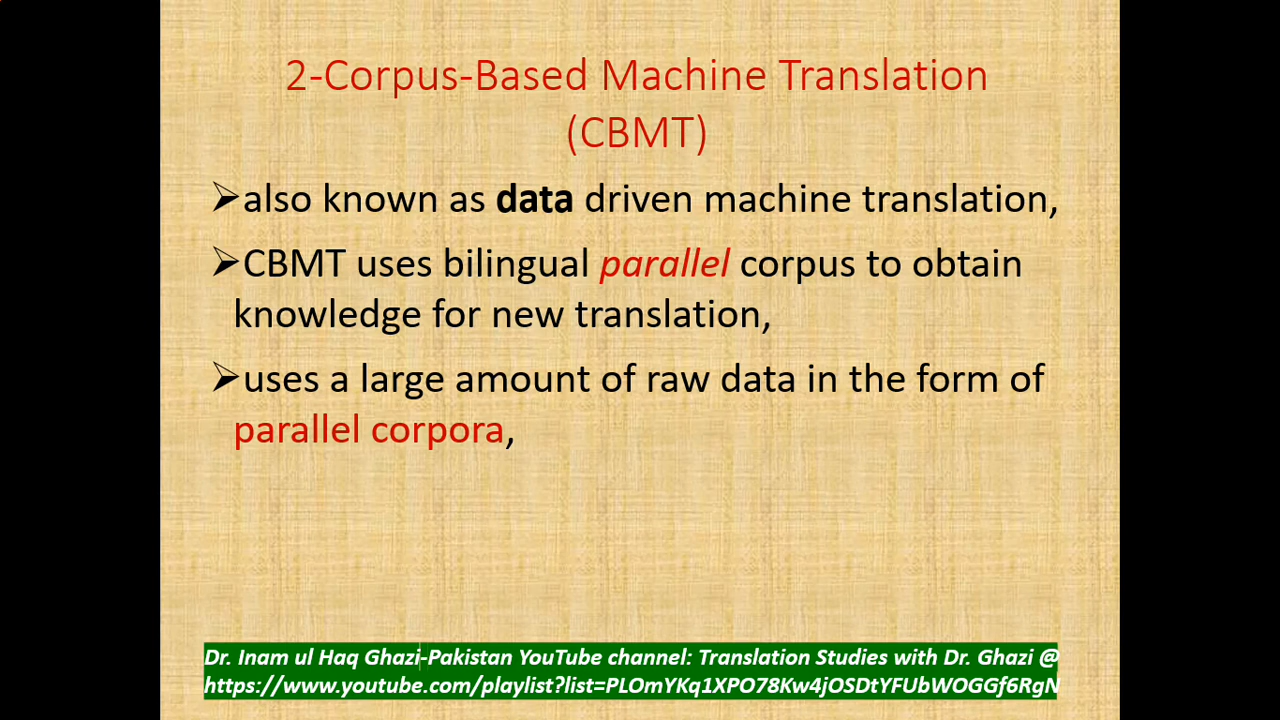 2-Corpus-Based Machine Translation
(CBMT)
➢also known as data driven machine translation,
➢CBMT uses bilingual parallel corpus to obtain
knowledge for new translation,
➢uses a large amount of raw data in the form of
parallel corpora,
Dr. Inam ul Haq Ghazi-Pakistan YouTube channel: Translation Studies with Dr. Ghazi @
https://www.youtube.com/playlist?list=PLOmYKq1XPO78Kw4jOSDtYFUbWOGGf6RgN